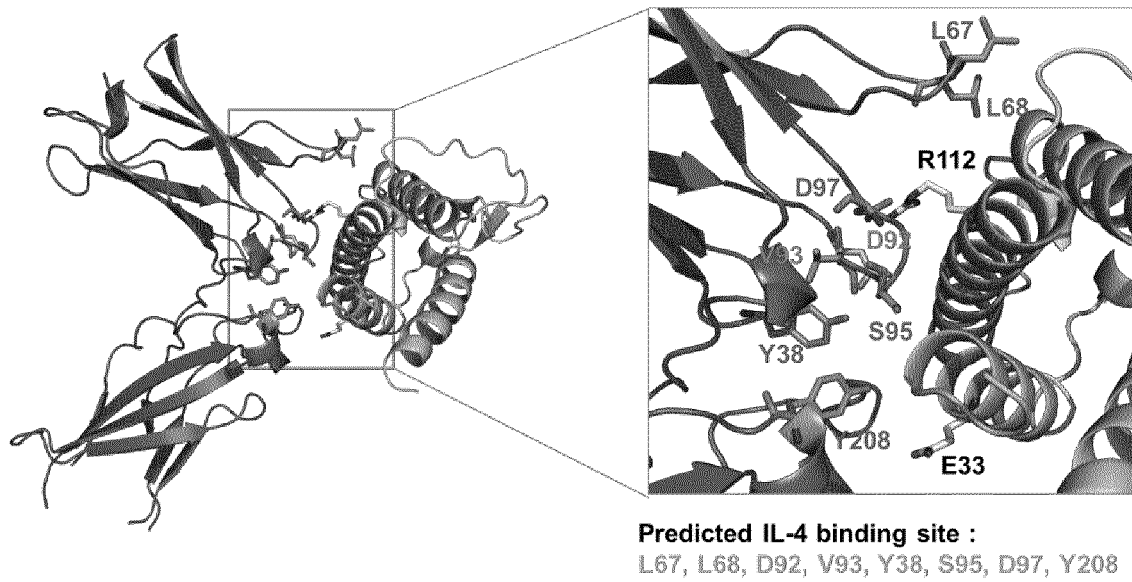 L67
L68
R112
D97
D92
V93
S95
Y38
Y208
E33
Predicted IL-4 binding site :
L67, L68, D92, V93, Y38, S95, D97, Y208